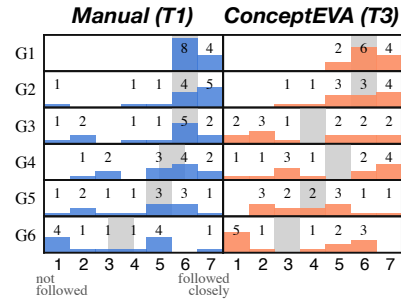 Manual (T1) ConceptEVA (T3)
G1 8 4 2 6 4
G2 1 1 1 4 5 1 1 3 3 4
G3 1 2 1 1 5 2 2 3 1 2 2 2
G4 1 2 3 4 2 1 1 3 1 2 4
G5 1 2 1 1 3 3 1 3 2 2 3 1 1
G6 4 1 3 1 4 1 5 1 1 2 3
1 2 3 4 5 6 7 1 2 3 4 5 6 7
not followed
followed closely